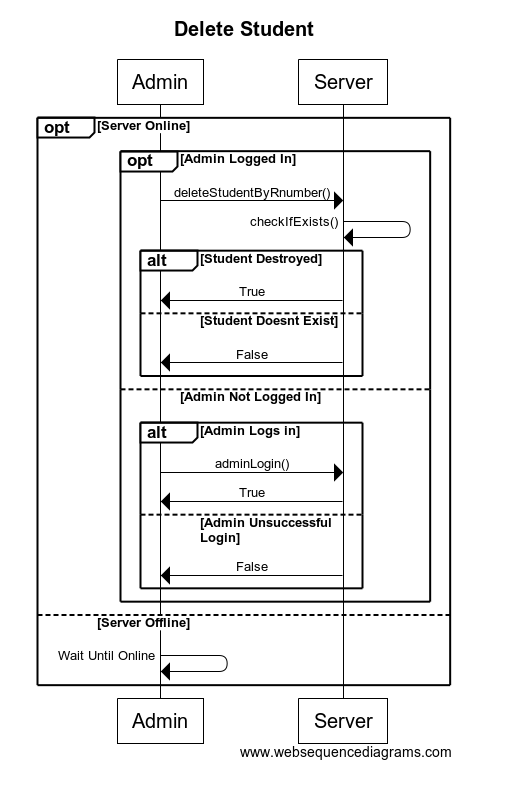 Delete Student
Admin
Server
opt
[Server Online]
opt
[Admin Logged In]
deleteStudentByRnumber()
checkIfExists()
alt
[Student Destroyed]
True
[Student Doesnt Exist]
False
[Admin Not Logged In]
alt
[Admin Logs in]
adminLogin()
True
[Admin Unsuccessful
Login]
False
[Server Offline]
Wait Until Online
Admin
Server
www.websequencediagrams.com